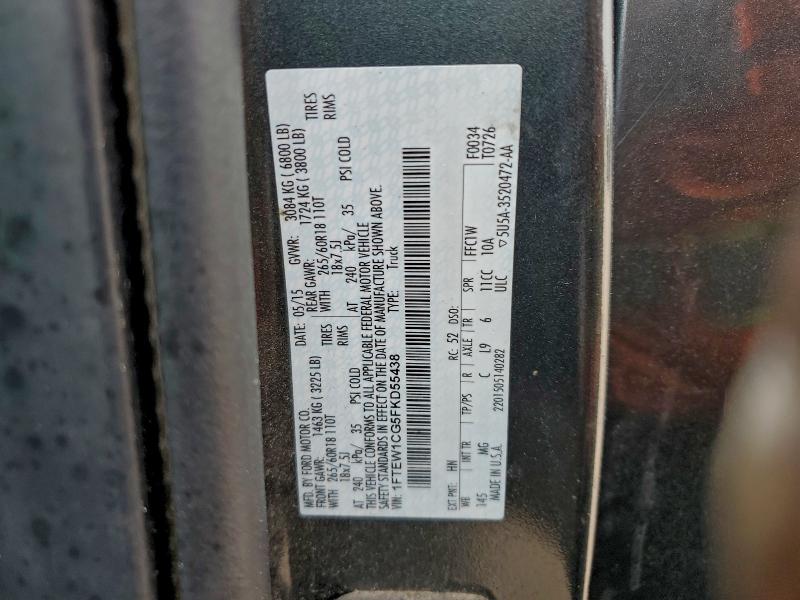 MFD. BY FORD MOTOR CO.
DATE: 05/15 GVWR: 3084 KG ( 6800 LB)
FRONT GAWR: 1463 KG ( 3225 LB) REAR GAWR: 1724 KG ( 3800 LB)
WITH 265/60R18 110T TIRES WITH 265/60R18 110T TIRES
18x7.5J RIMS 18x7.5J RIMS
AT 240 kPa/ 35 PSI COLD AT 240 kPa/ 35 PSI COLD
THIS VEHICLE CONFORMS TO ALL APPLICABLE FEDERAL MOTOR VEHICLE
SAFETY STANDARDS IN EFFECT ON THE DATE OF MANUFACTURE SHOWN ABOVE.
VIN: 1FTEW1CG5FKD55438 TYPE: Truck
F0034
T0726
EXT PNT: HN RC: 52 DSO: FFC1W
WB INT TR TP/PS R AXLE TR SPR
145 MG C L9 6 11CC 10A
MADE IN U.S.A. 2201505140282 ULC ▽5U5A-3520472-AA